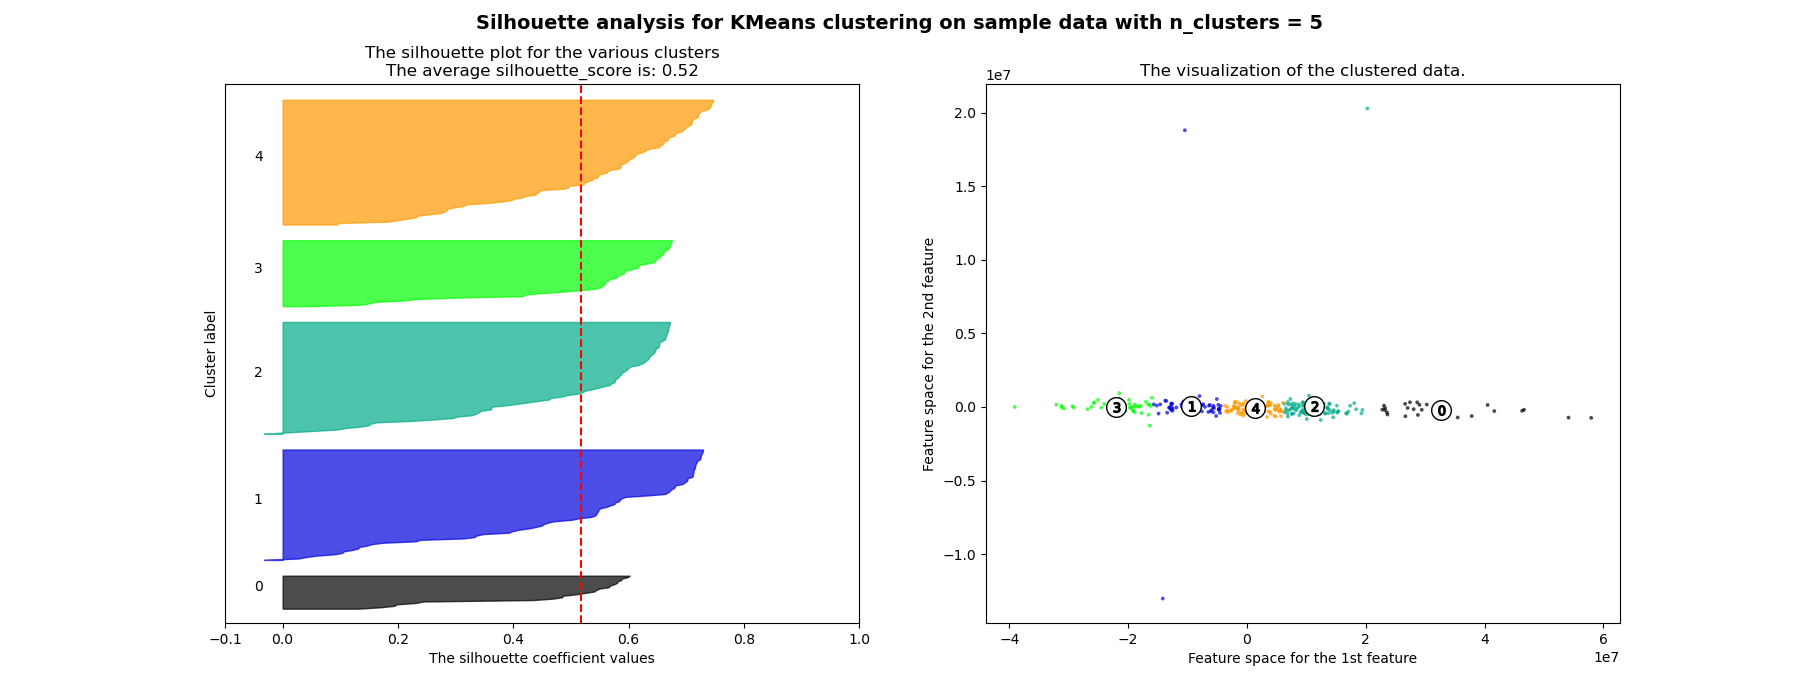 Silhouette analysis for KMeans clustering on sample data with n_clusters = 5
The silhouette plot for the various clusters
The average silhouette_score is: 0.52
Cluster label
4
3
2
1
0
−0.1 0.0 0.2 0.4 0.6 0.8 1.0
The silhouette coefficient values
The visualization of the clustered data.
1e7
Feature space for the 2nd feature
2.0
1.5
1.0
0.5
0.0
−0.5
−1.0
3 1 4 2 0
−4 −2 0 2 4 6
1e7
Feature space for the 1st feature